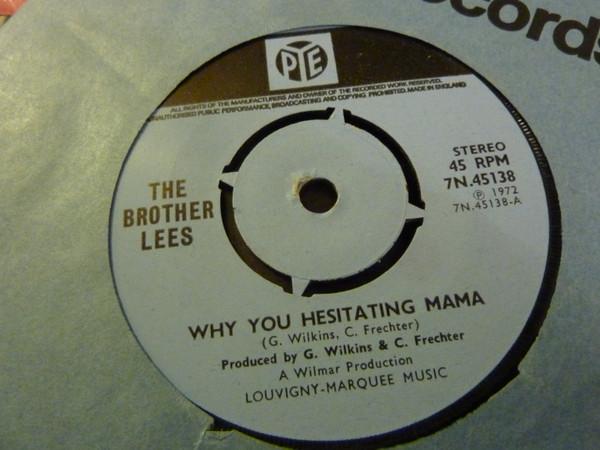 ecords
PYE
ALL RIGHTS OF THE MANUFACTURERS AND OWNER OF THE RECORDED WORK RESERVED.
UNAUTHORISED PUBLIC PERFORMANCE, BROADCASTING AND COPYING PROHIBITED. MADE IN ENGLAND
THE
BROTHER
LEES
STEREO
45 RPM
7N.45138
Ⓟ 1972
7N.45138-A
WHY YOU HESITATING MAMA
(G. Wilkins, C. Frechter)
Produced by G. Wilkins & C. Frechter
A Wilmar Production
LOUVIGNY-MARQUEE MUSIC